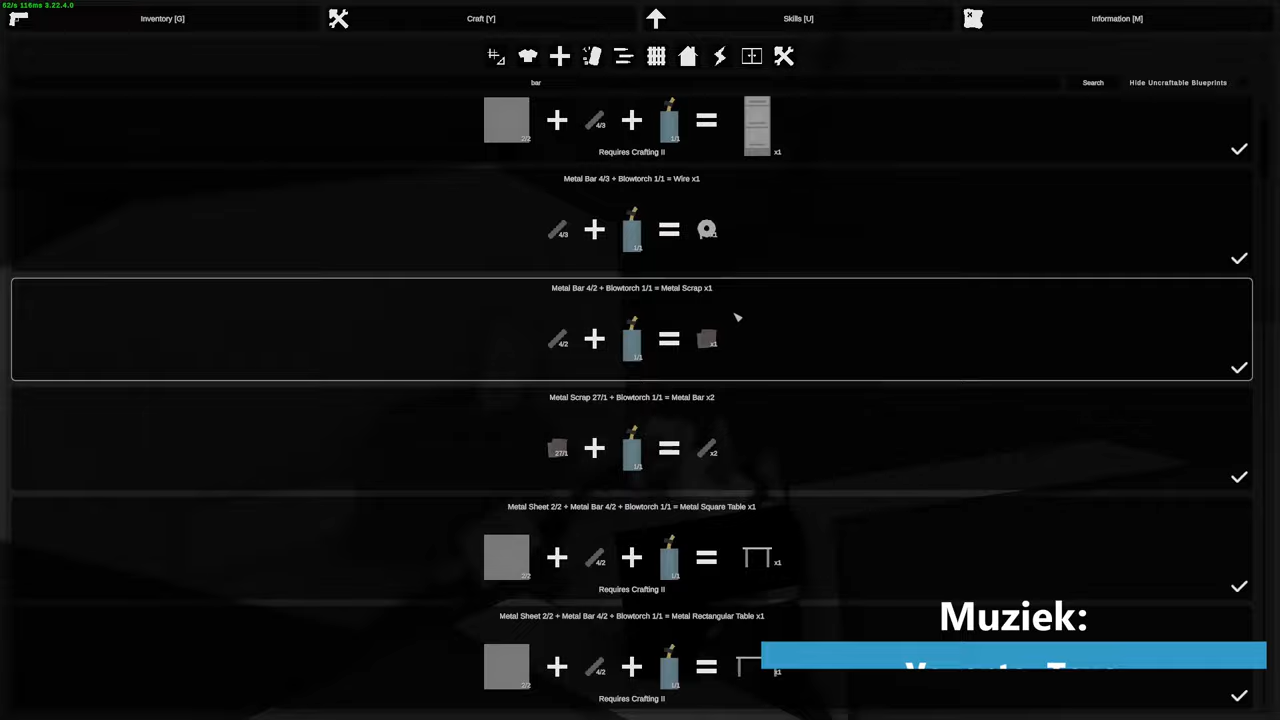 62/s 116ms 3.22.4.0
Inventory [G]
Craft [Y]
Skills [U]
Information [M]
bar
Search
Hide Uncraftable Blueprints
2/2
4/3
1/1
x1
Requires Crafting II
Metal Bar 4/3 + Blowtorch 1/1 = Wire x1
4/3
1/1
x1
Metal Bar 4/2 + Blowtorch 1/1 = Metal Scrap x1
4/2
1/1
x1
Metal Scrap 27/1 + Blowtorch 1/1 = Metal Bar x2
27/1
1/1
x2
Metal Sheet 2/2 + Metal Bar 4/2 + Blowtorch 1/1 = Metal Square Table x1
2/2
4/2
1/1
x1
Requires Crafting II
Metal Sheet 2/2 + Metal Bar 4/2 + Blowtorch 1/1 = Metal Rectangular Table x1
2/2
4/2
1/1
x1
Requires Crafting II
Muziek: